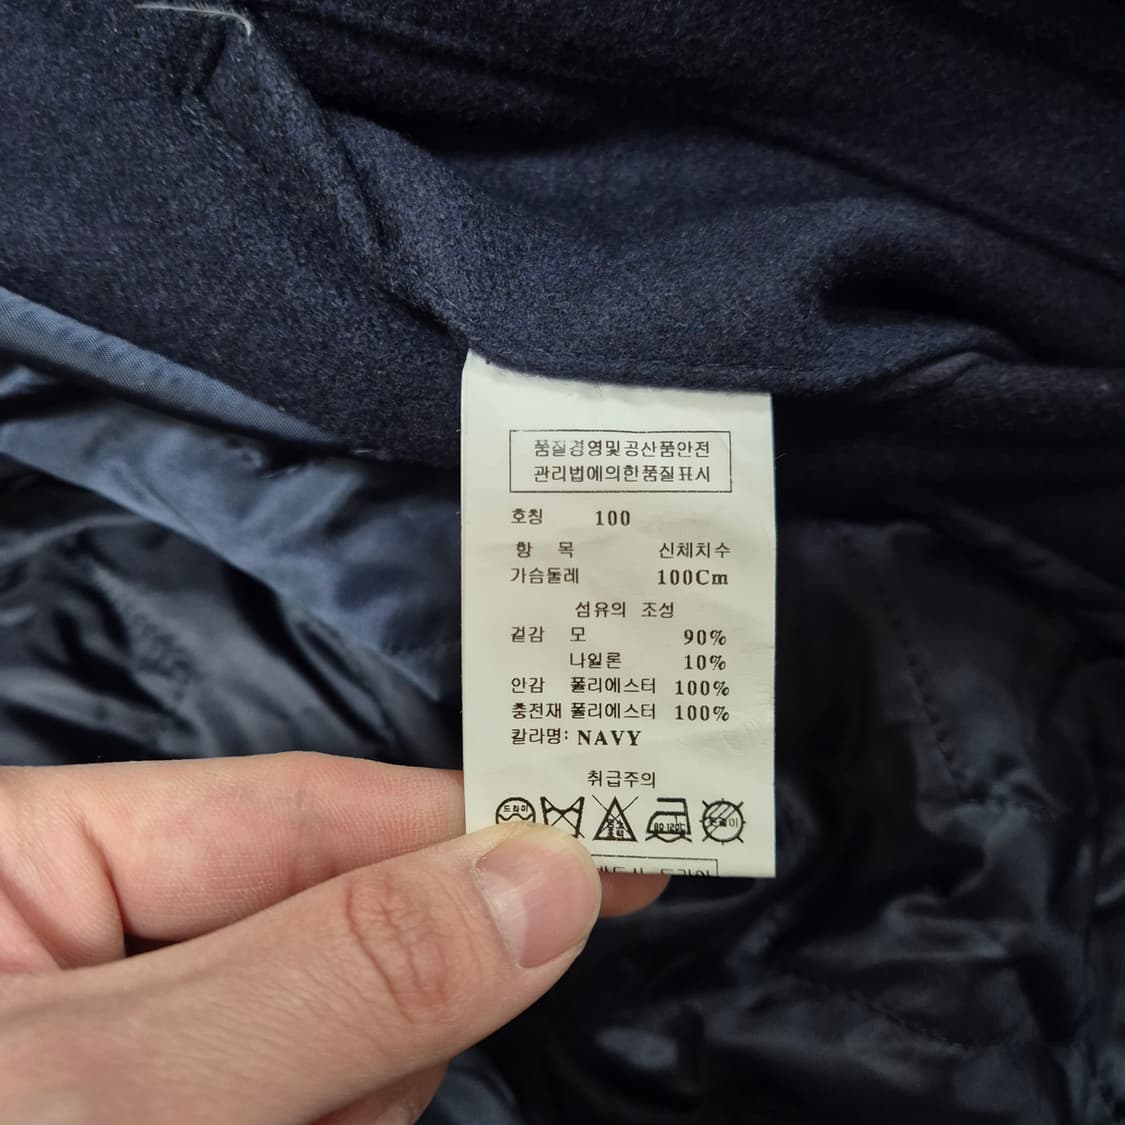 품질경영및공산품안전
관리법에의한품질표시
호칭 100
항 목 신체치수
가슴둘레 100Cm
섬유의 조성
겉감 모 90%
나일론 10%
안감 폴리에스터 100%
충전재 폴리에스터 100%
칼라명: NAVY
취급주의
드라이